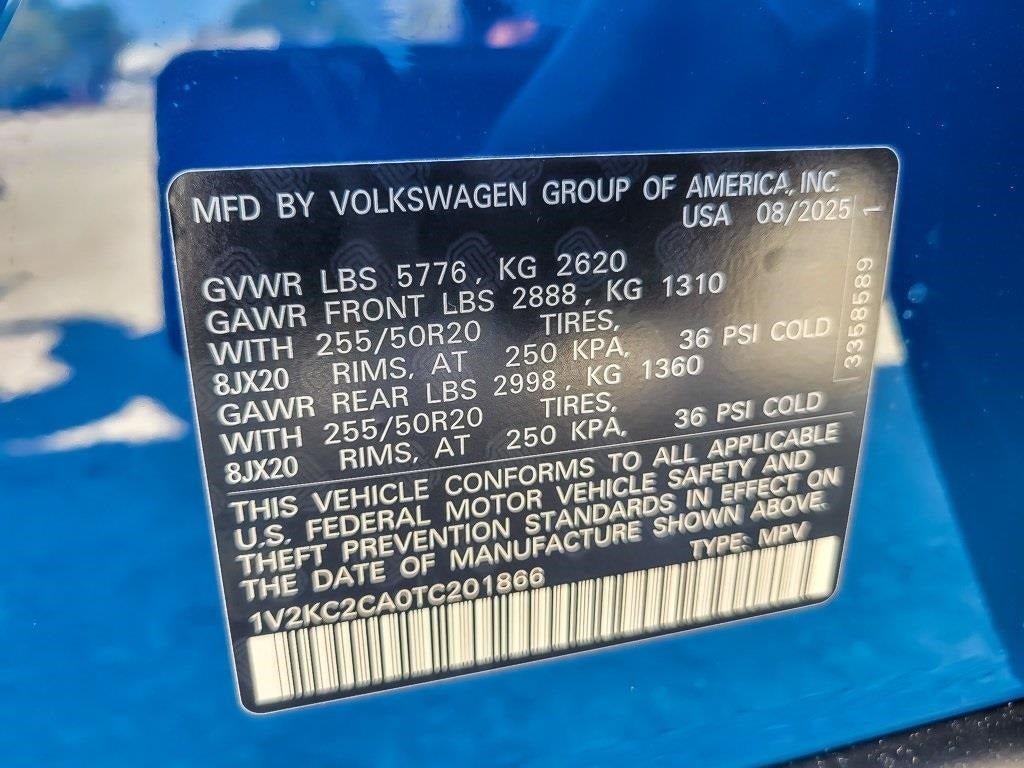 MFD BY VOLKSWAGEN GROUP OF AMERICA, INC.
USA 08/2025
GVWR LBS 5776, KG 2620
GAWR FRONT LBS 2888, KG 1310
WITH 255/50R20 TIRES,
8JX20 RIMS, AT 250 KPA, 36 PSI COLD
GAWR REAR LBS 2998, KG 1360
WITH 255/50R20 TIRES,
8JX20 RIMS, AT 250 KPA, 36 PSI COLD
3358589 1
THIS VEHICLE CONFORMS TO ALL APPLICABLE
U.S. FEDERAL MOTOR VEHICLE SAFETY AND
THEFT PREVENTION STANDARDS IN EFFECT ON
THE DATE OF MANUFACTURE SHOWN ABOVE.
1V2KC2CA0TC201866 TYPE: MPV